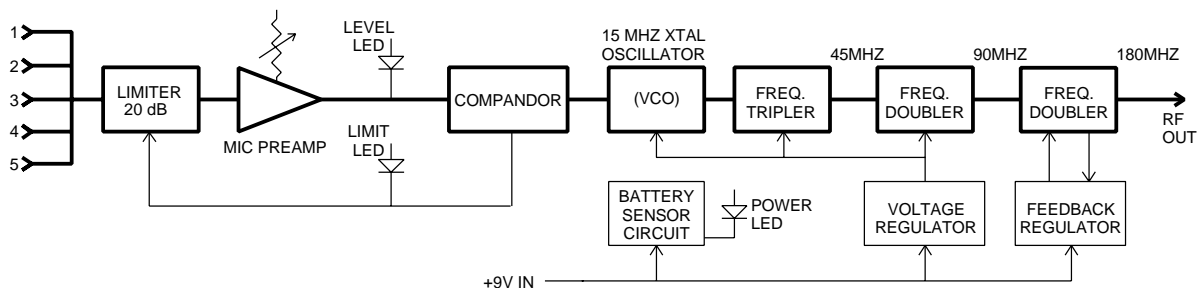 1
2
3
4
5
LIMITER
20 dB
MIC PREAMP
LEVEL
LED
LIMIT
LED
COMPANDOR
15 MHZ XTAL
OSCILLATOR
(VCO)
FREQ.
TRIPLER
45MHZ
FREQ.
DOUBLER
90MHZ
FREQ.
DOUBLER
180MHZ
RF
OUT
BATTERY
SENSOR
CIRCUIT
POWER
LED
VOLTAGE
REGULATOR
FEEDBACK
REGULATOR
+9V IN